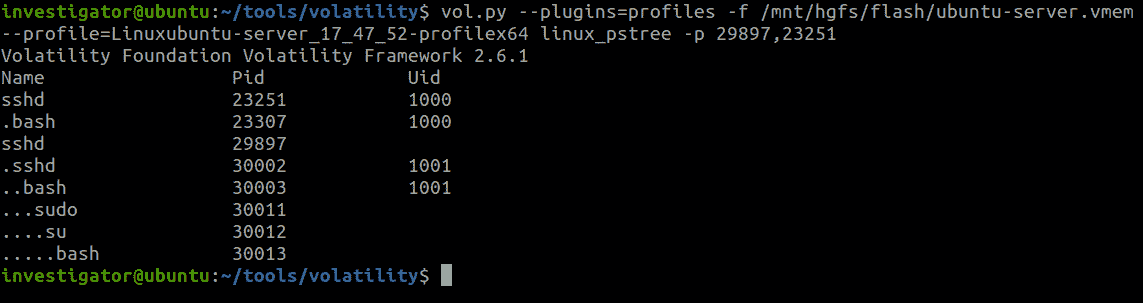 investigator@ubuntu:~/tools/volatility$ vol.py --plugins=profiles -f /mnt/hgfs/flash/ubuntu-server.vmem
--profile=Linuxubuntu-server_17_47_52-profilex64 linux_pstree -p 29897,23251
Volatility Foundation Volatility Framework 2.6.1
Name                 Pid             Uid
sshd                 23251           1000
.bash                23307           1000
sshd                 29897
.sshd                30002           1001
..bash               30003           1001
...sudo              30011
....su               30012
.....bash            30013
investigator@ubuntu:~/tools/volatility$